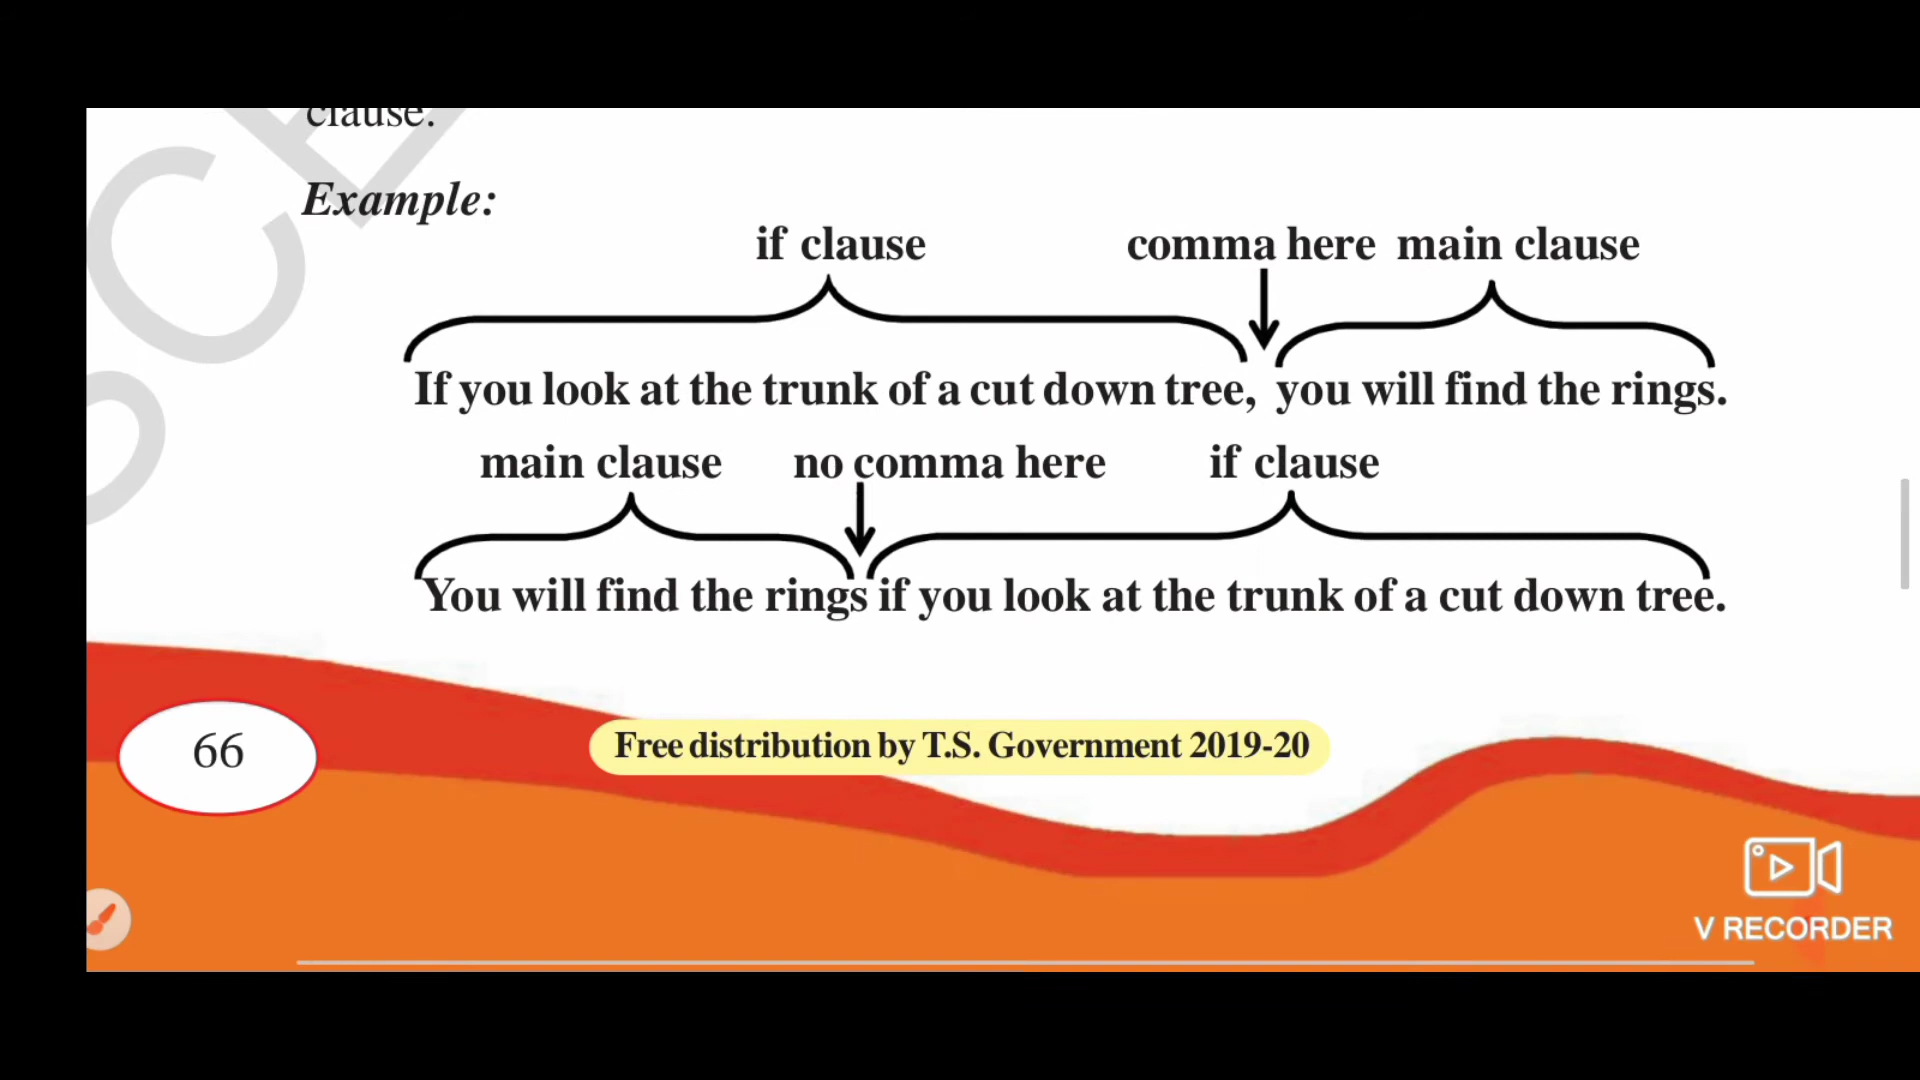 clause.
Example:
if clause comma here main clause
If you look at the trunk of a cut down tree, you will find the rings.
main clause no comma here if clause
You will find the rings if you look at the trunk of a cut down tree.
66
Free distribution by T.S. Government 2019-20
V RECORDER